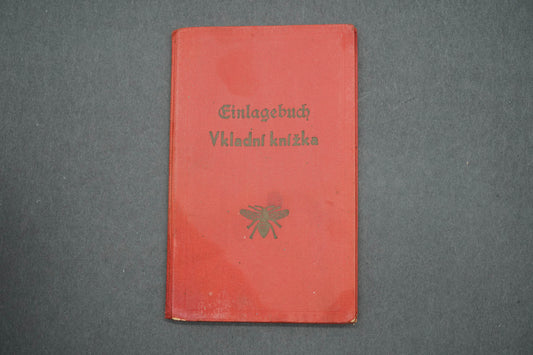 Einlagebuch
Vkladní knížka